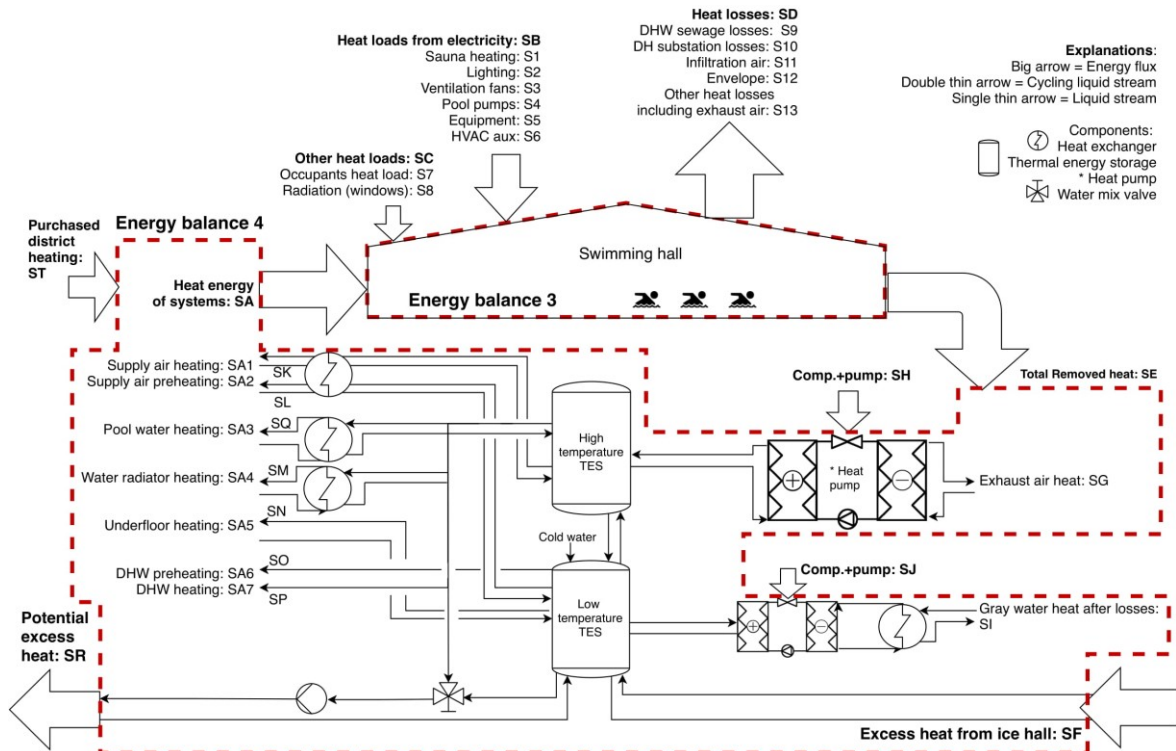 Heat loads from electricity: SB
Sauna heating: S1
Lighting: S2
Ventilation fans: S3
Pool pumps: S4
Equipment: S5
HVAC aux: S6
Heat losses: SD
DHW sewage losses: S9
DH substation losses: S10
Infiltration air: S11
Envelope: S12
Other heat losses
including exhaust air: S13
Explanations:
Big arrow = Energy flux
Double thin arrow = Cycling liquid stream
Single thin arrow = Liquid stream
Components:
Heat exchanger
Thermal energy storage
* Heat pump
Water mix valve
Other heat loads: SC
Occupants heat load: S7
Radiation (windows): S8
Purchased
district
heating:
ST
Energy balance 4
Heat energy
of systems: SA
Swimming hall
Energy balance 3
Supply air heating: SA1
SK
Supply air preheating: SA2
SL
Pool water heating: SA3
SQ
Water radiator heating: SA4
SM
SN
Underfloor heating: SA5
SO
DHW preheating: SA6
DHW heating: SA7
SP
High
temperature
TES
Cold water
Low
temperature
TES
Comp.+pump: SH
Total Removed heat: SE
* Heat
pump
Exhaust air heat: SG
Comp.+pump: SJ
Gray water heat after losses:
SI
Potential
excess
heat: SR
Excess heat from ice hall: SF